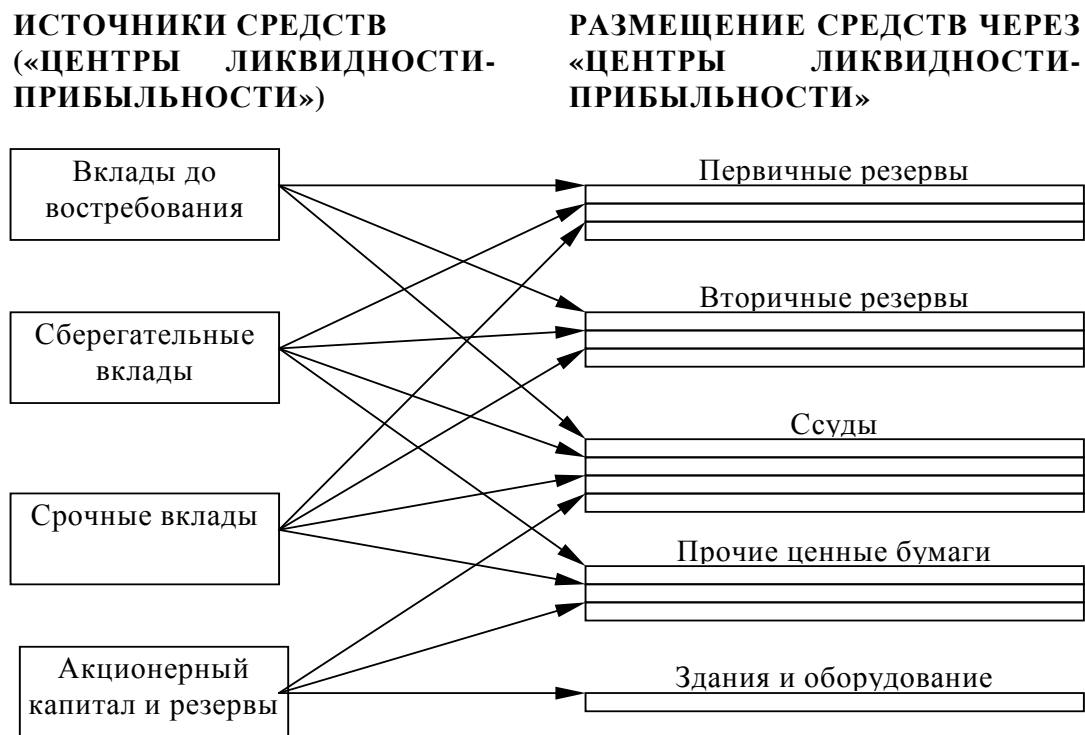 ИСТОЧНИКИ СРЕДСТВ
(«ЦЕНТРЫ ЛИКВИДНОСТИ-
ПРИБЫЛЬНОСТИ»)
РАЗМЕЩЕНИЕ СРЕДСТВ ЧЕРЕЗ
«ЦЕНТРЫ ЛИКВИДНОСТИ-
ПРИБЫЛЬНОСТИ»
Вклады до
востребования
Сберегательные
вклады
Срочные вклады
Акционерный
капитал и резервы
Первичные резервы
Вторичные резервы
Ссуды
Прочие ценные бумаги
Здания и оборудование